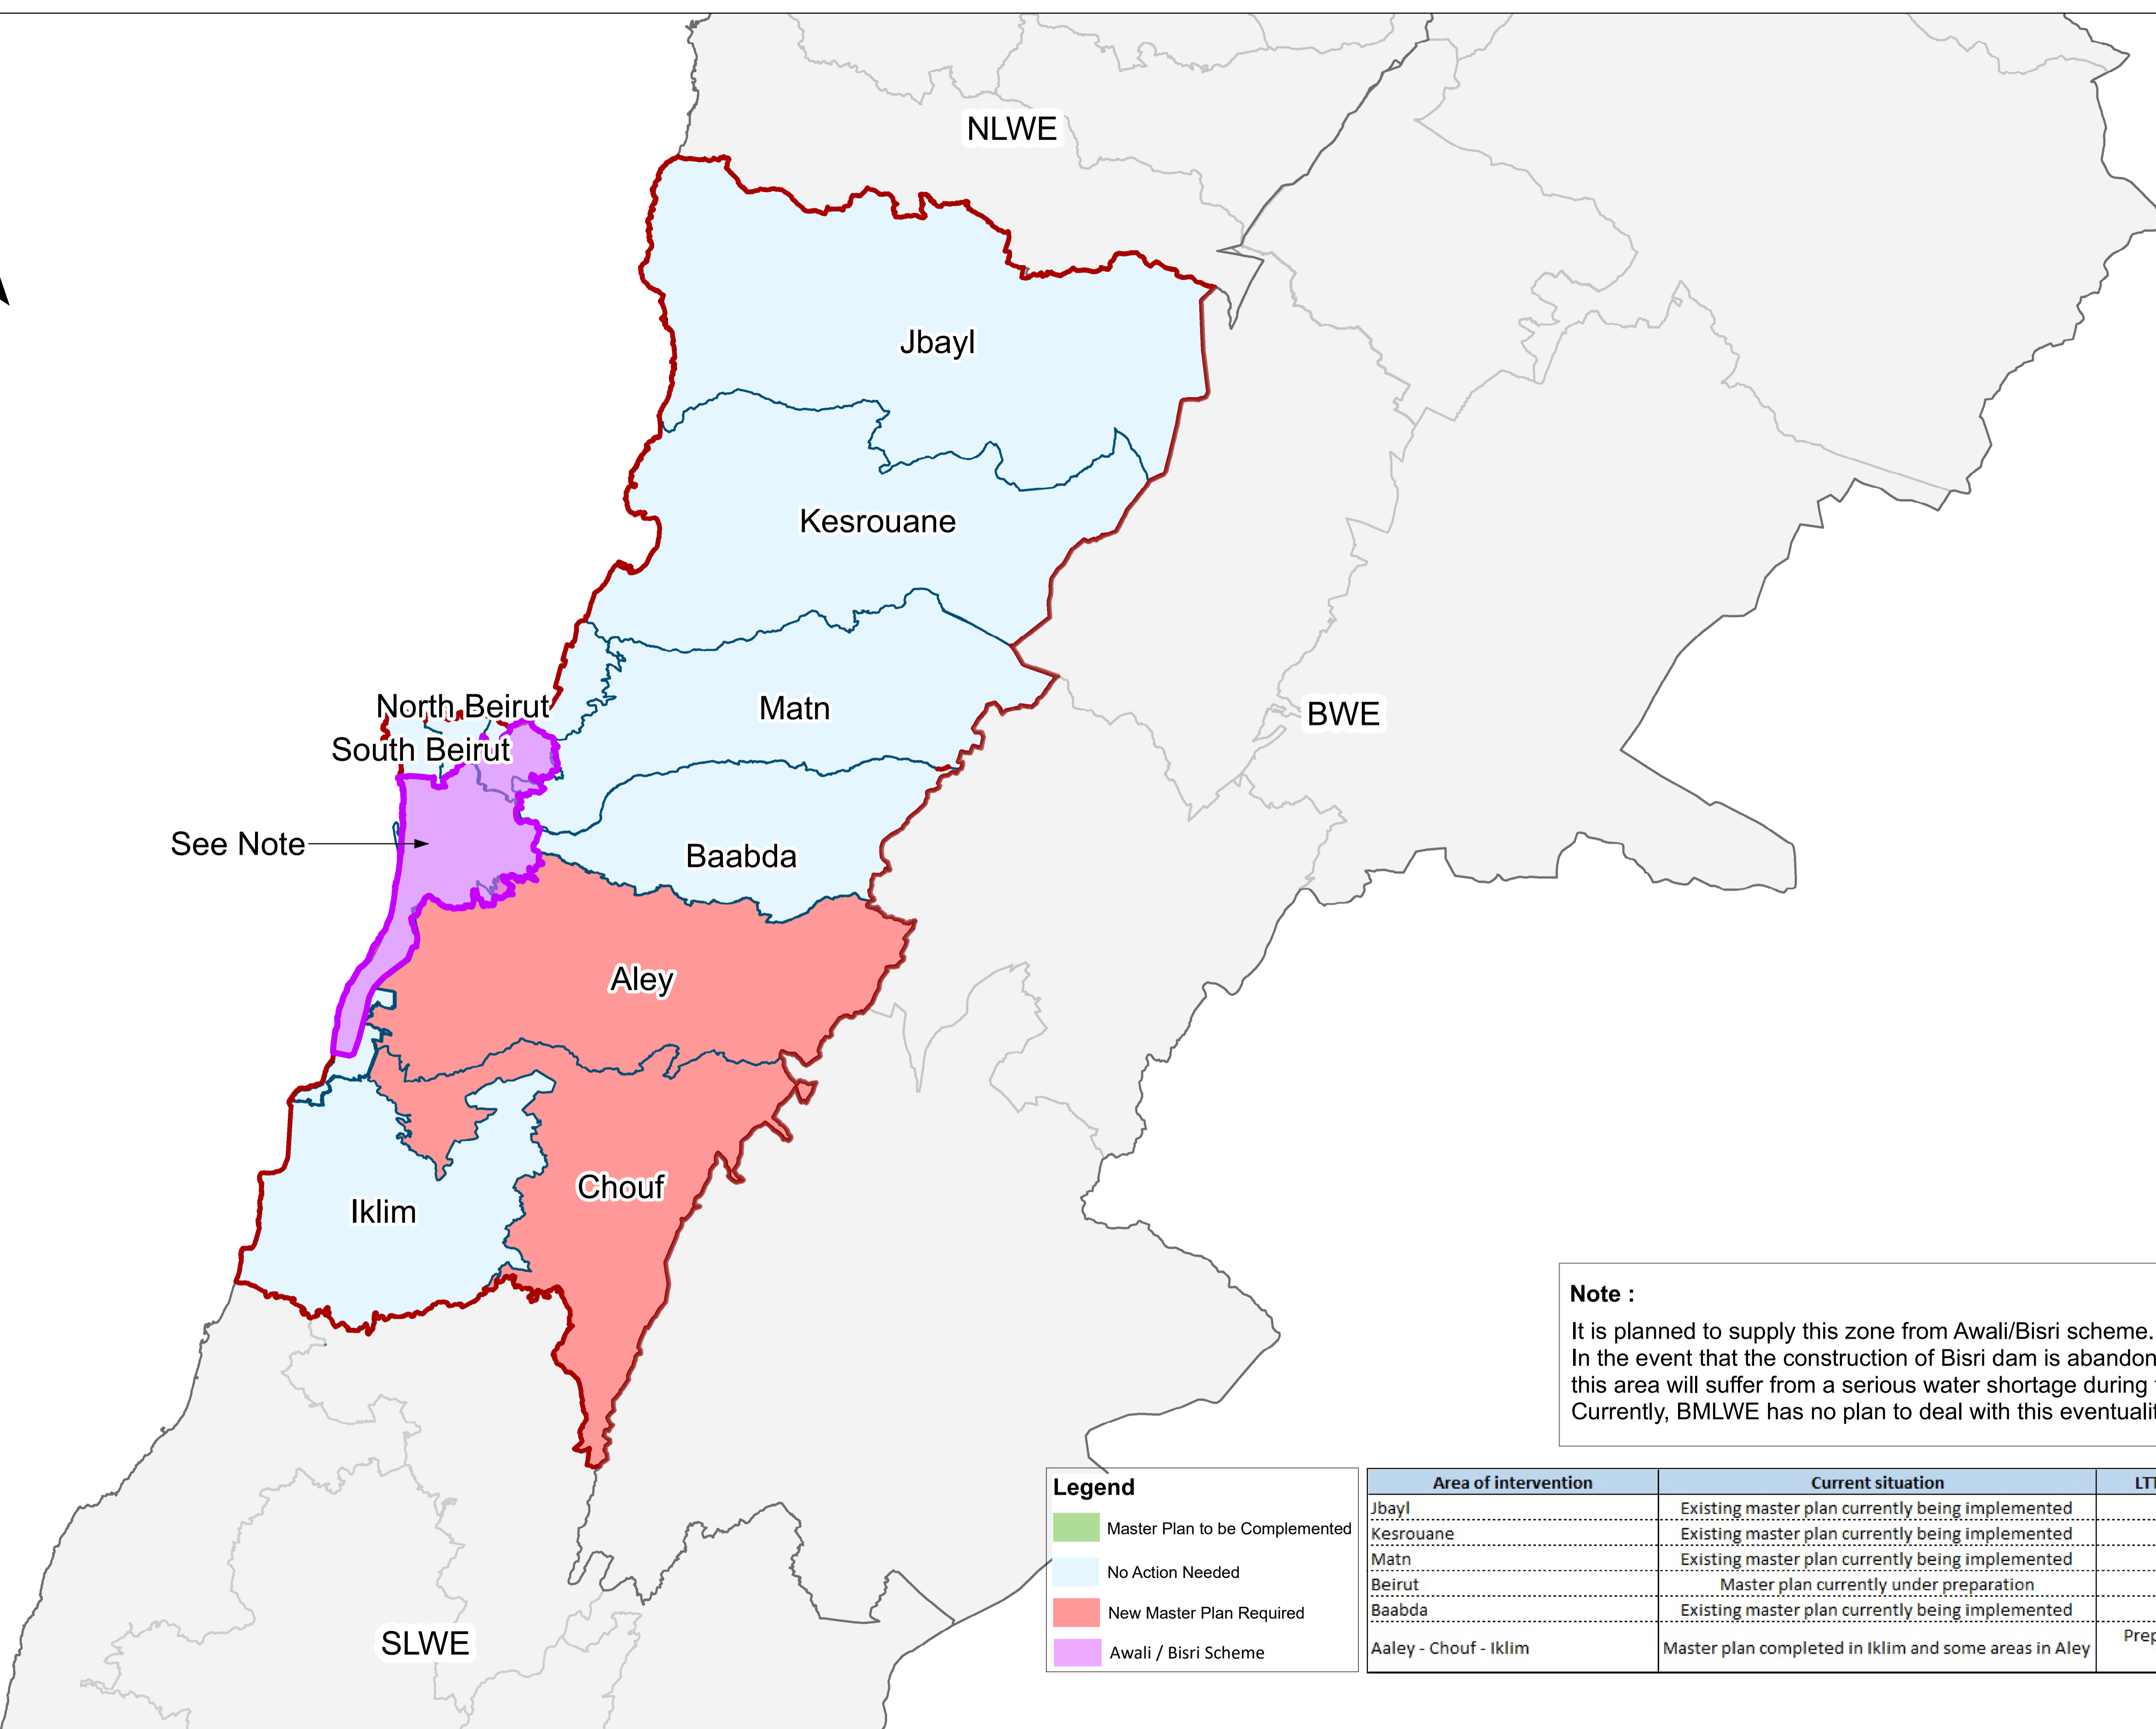 NLWE
Jbayl
Kesrouane
North Beirut
Matn
BWE
South Beirut
See Note
Baabda
Aley
Chouf
Iklim
SLWE
Note :
It is planned to supply this zone from Awali/Bisri scheme.
In the event that the construction of Bisri dam is
this area will suffer from a serious water shortage during
Currently, BMLWE has no plan to deal with this
Legend
Master Plan to be Complemented
No Action Needed
New Master Plan Required
Awali / Bisri Scheme
Area of intervention Current situation
Jbayl Existing master plan currently being implemented
Kesrouane Existing master plan currently being implemented
Matn Existing master plan currently being implemented
Beirut Master plan currently under preparation
Baabda Existing master plan currently being implemented
Aaley - Chouf - Iklim Master plan completed in Iklim and some areas in Aley